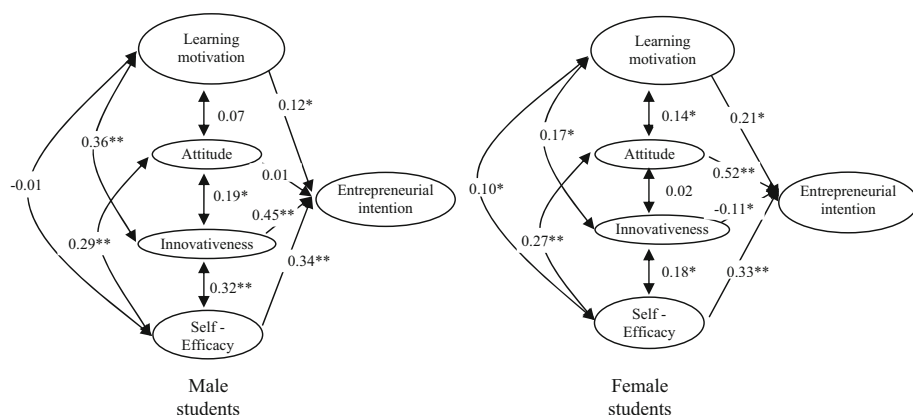 Learning
motivation
0.12*
0.07
0.36**
Attitude
0.01
-0.01
0.19*
Entrepreneurial
intention
0.45**
0.29**
Innovativeness
0.34**
0.32**
Self -
Efficacy
Male
students
Learning
motivation
0.14*
0.21*
0.17*
Attitude
0.52**
0.10*
0.02
Entrepreneurial
intention
-0.11*
Innovativeness
0.27**
0.18*
0.33**
Self -
Efficacy
Female
students